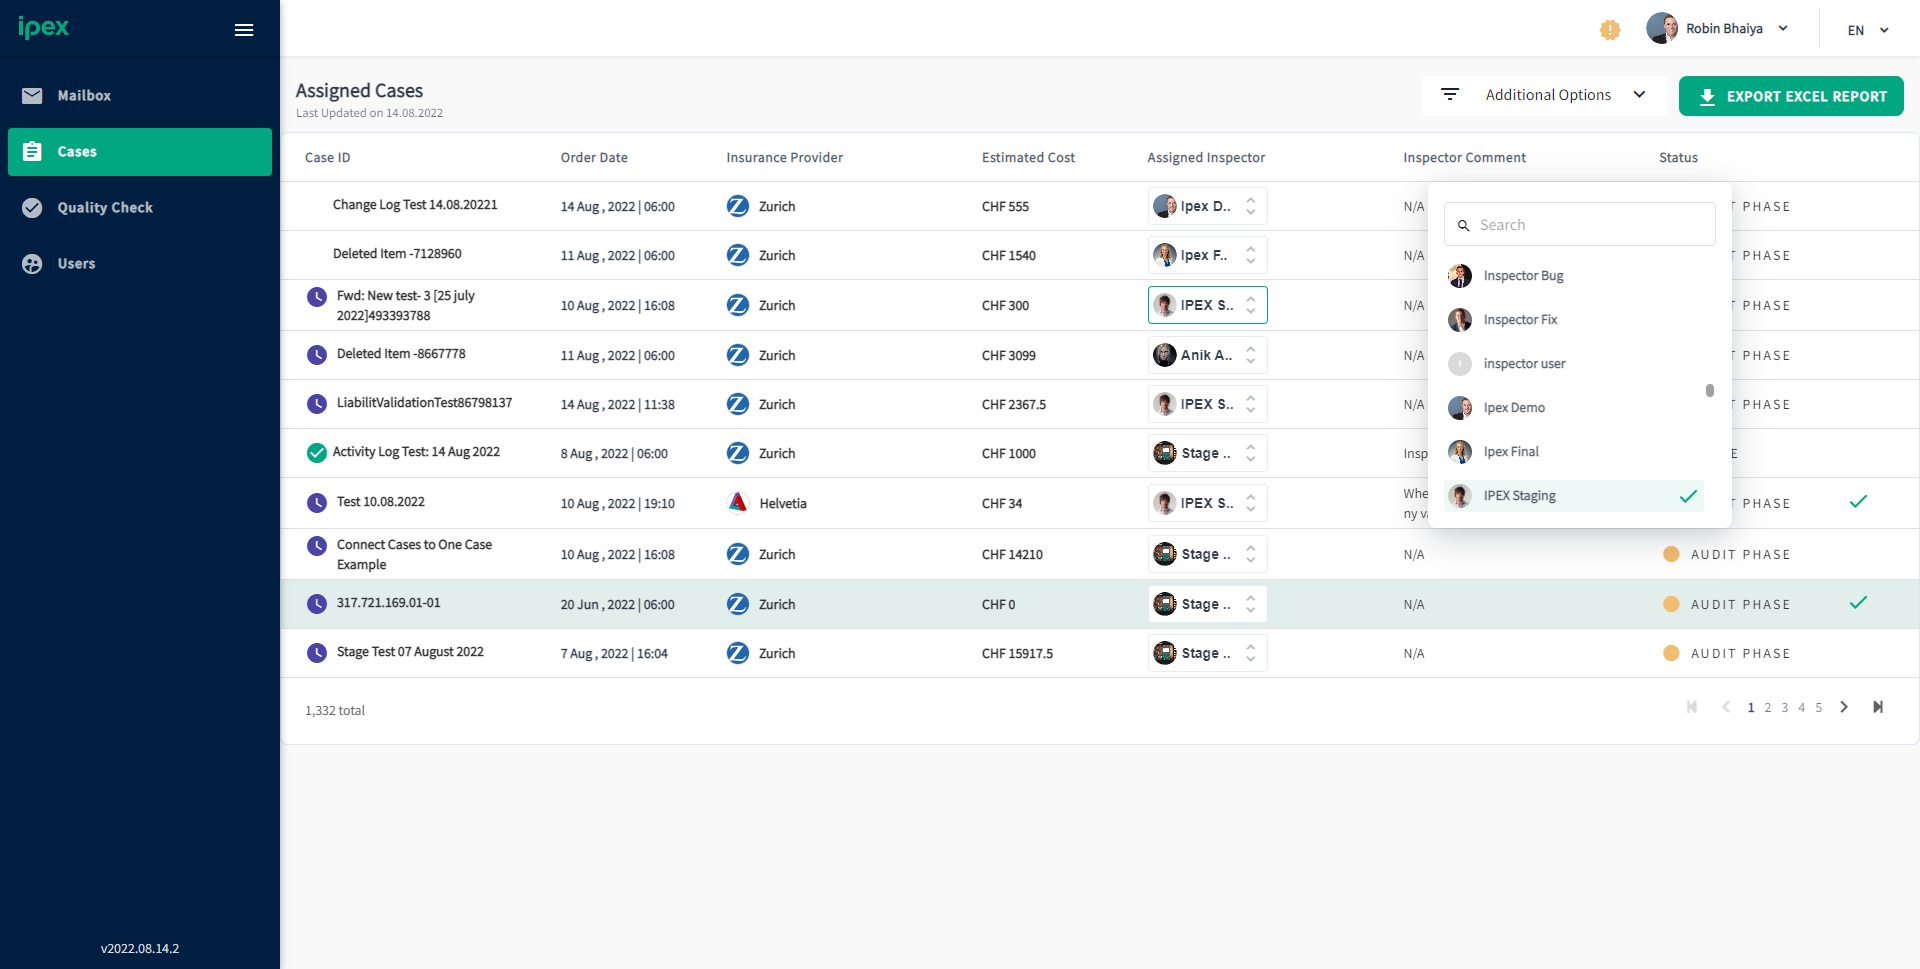 ipex
Robin Bhaiya
EN
Mailbox
Cases
Quality Check
Users
v2022.08.14.2
Assigned Cases
Last Updated on 14.08.2022
Additional Options
EXPORT EXCEL REPORT
Case ID Order Date Insurance Provider Estimated Cost Assigned Inspector Inspector Comment Status
Change Log Test 14.08.20221 14 Aug , 2022 | 06:00 Zurich CHF 555 Ipex D.. N/A PHASE
Deleted Item -7128960 11 Aug , 2022 | 06:00 Zurich CHF 1540 Ipex F.. N/A PHASE
Fwd: New test- 3 [25 july
2022]493393788 10 Aug , 2022 | 16:08 Zurich CHF 300 IPEX S.. N/A PHASE
Deleted Item -8667778 11 Aug , 2022 | 06:00 Zurich CHF 3099 Anik A.. N/A PHASE
LiabilitValidationTest86798137 14 Aug , 2022 | 11:38 Zurich CHF 2367.5 IPEX S.. N/A PHASE
Activity Log Test: 14 Aug 2022 8 Aug , 2022 | 06:00 Zurich CHF 1000 Stage .. Insp
Test 10.08.2022 10 Aug , 2022 | 19:10 Helvetia CHF 34 IPEX S.. Whe
ny PHASE
Connect Cases to One Case
Example 10 Aug , 2022 | 16:08 Zurich CHF 14210 Stage .. N/A AUDIT PHASE
317.721.169.01-01 20 Jun , 2022 | 06:00 Zurich CHF 0 Stage .. N/A AUDIT PHASE
Stage Test 07 August 2022 7 Aug , 2022 | 16:04 Zurich CHF 15917.5 Stage .. N/A AUDIT PHASE
Search
Inspector Bug
Inspector Fix
I inspector user
Ipex Demo
Ipex Final
IPEX Staging
1,332 total
1 2 3 4 5